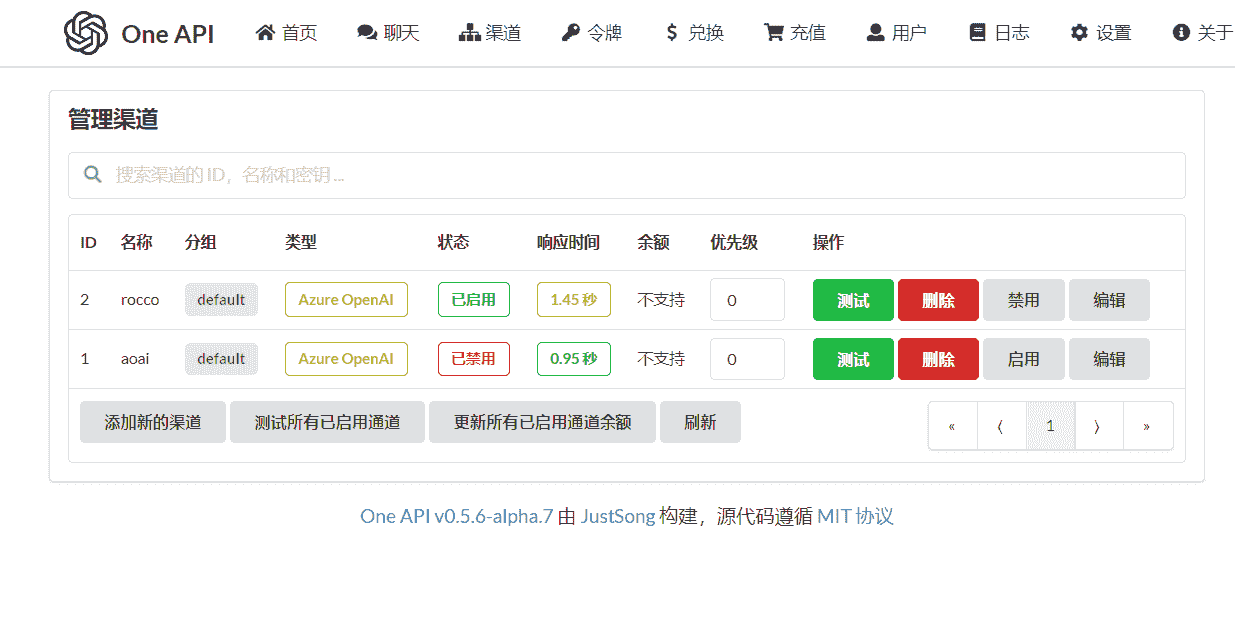 One API 首页 聊天 渠道 令牌 兑换 充值 用户 日志 设置 关于
管理渠道
搜索渠道的 ID，名称和密钥 ...
ID 名称 分组 类型 状态 响应时间 余额 优先级 操作
2 rocco default Azure OpenAI 已启用 1.45 秒 不支持 0 测试 删除 禁用 编辑
1 aoai default Azure OpenAI 已禁用 0.95 秒 不支持 0 测试 删除 启用 编辑
添加新的渠道 测试所有已启用通道 更新所有已启用通道余额 刷新 « ⟨ 1 ⟩ »
One API v0.5.6-alpha.7 由 JustSong 构建，源代码遵循 MIT 协议